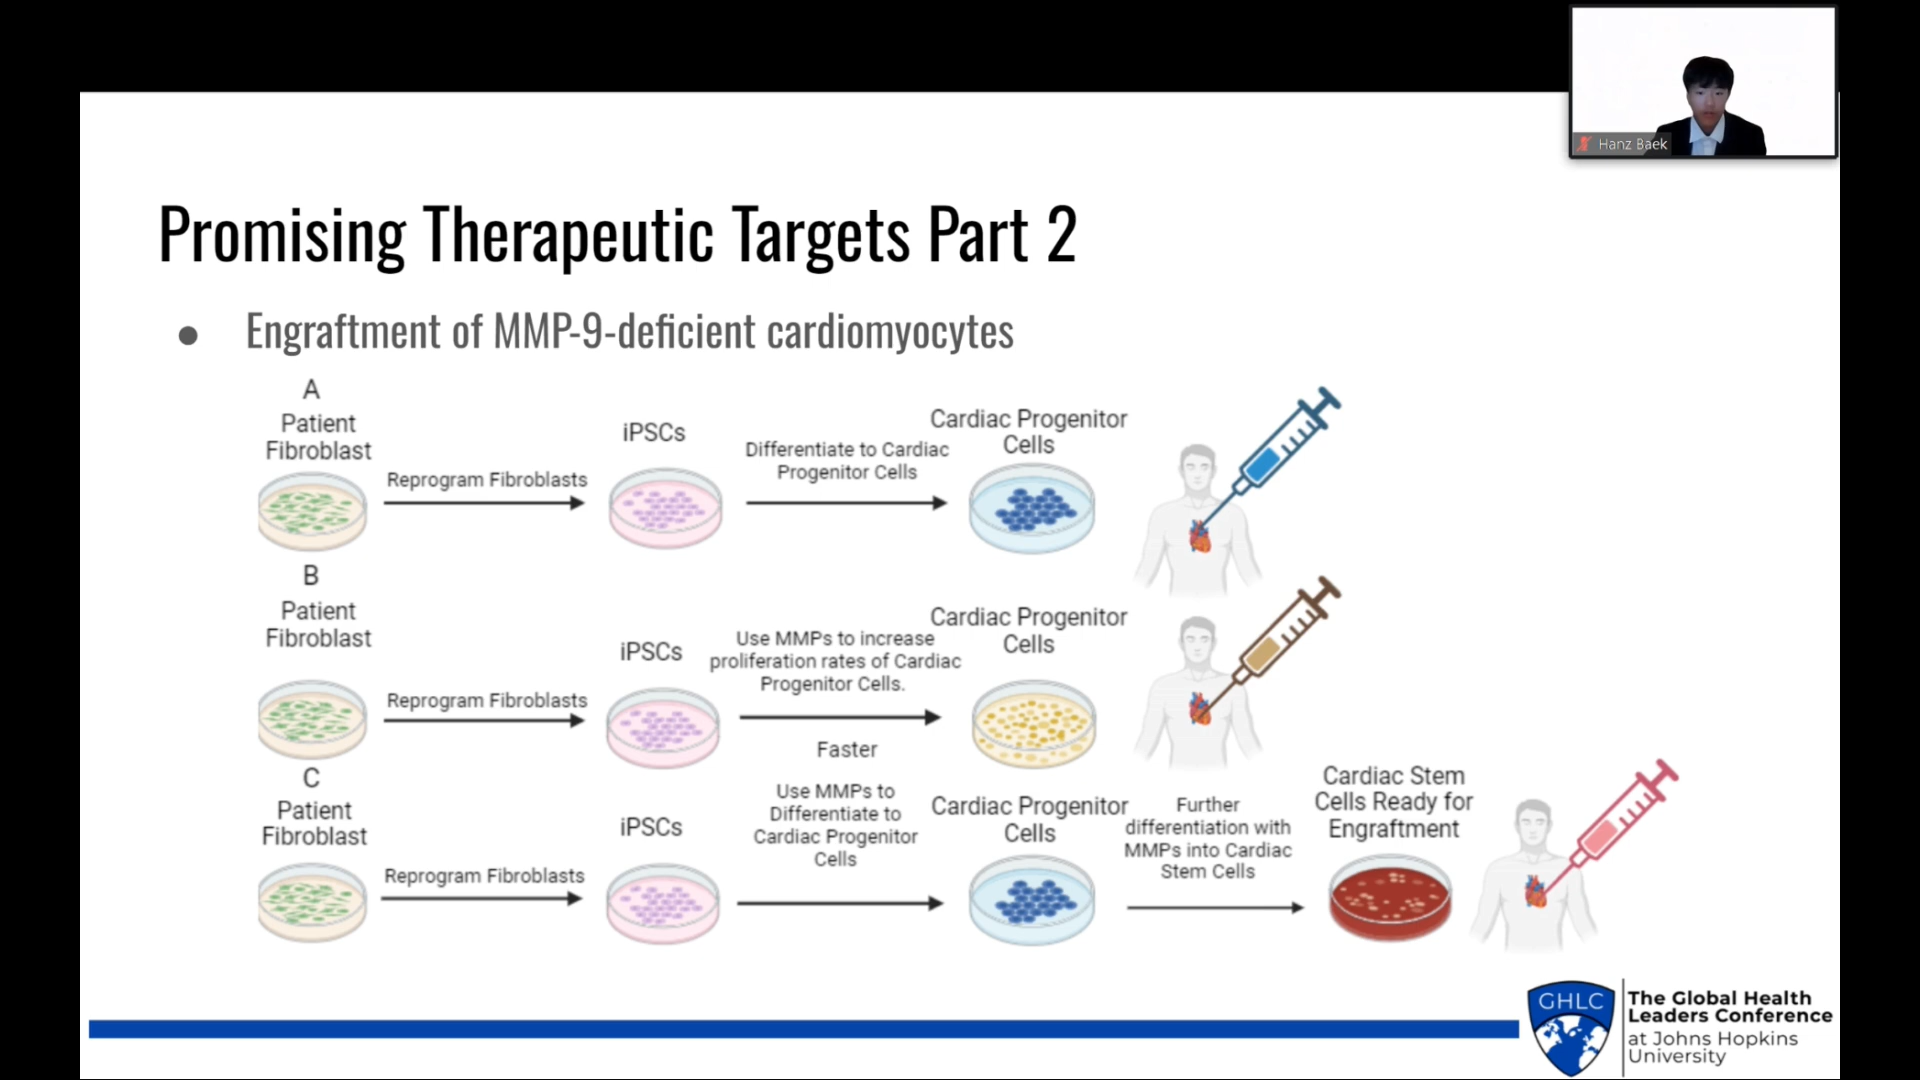 Hanz Baek
Promising Therapeutic Targets Part 2
● Engraftment of MMP-9-deficient cardiomyocytes
A
Patient
Fibroblast
Reprogram Fibroblasts
iPSCs
Differentiate to Cardiac
Progenitor Cells
Cardiac Progenitor
Cells
B
Patient
Fibroblast
Reprogram Fibroblasts
iPSCs
Use MMPs to increase
proliferation rates of Cardiac
Progenitor Cells.
Faster
Cardiac Progenitor
Cells
C
Patient
Fibroblast
Reprogram Fibroblasts
iPSCs
Use MMPs to
Differentiate to
Cardiac Progenitor
Cells
Cardiac Progenitor
Cells
Further
differentiation with
MMPs into Cardiac
Stem Cells
Cardiac Stem
Cells Ready for
Engraftment
GHLC
The Global Health
Leaders Conference
at Johns Hopkins
University